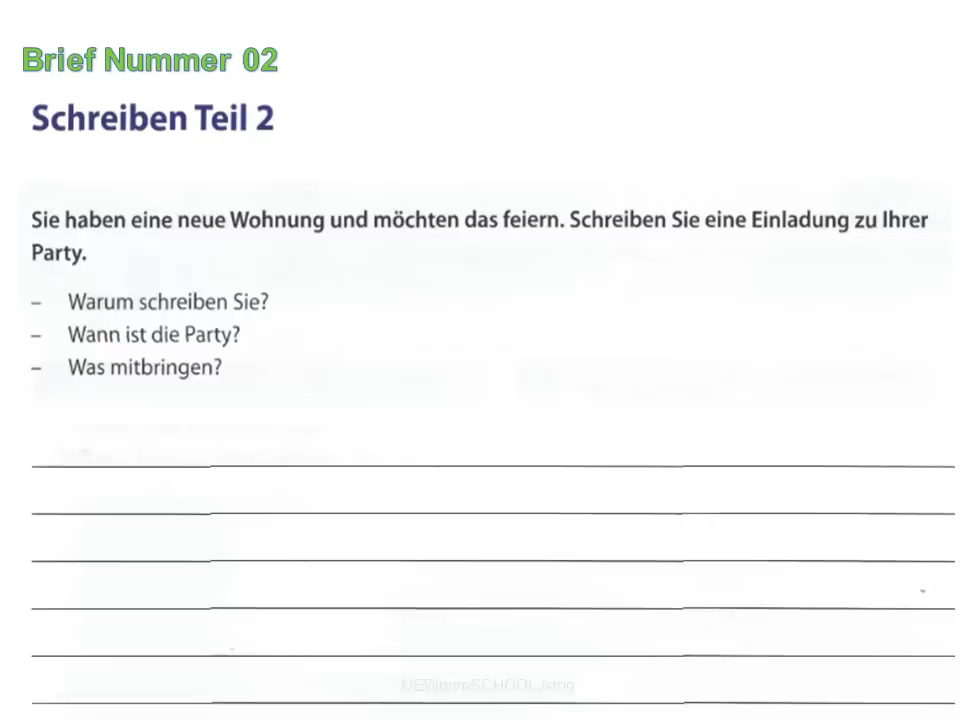 Brief Nummer 02
Schreiben Teil 2
Sie haben eine neue Wohnung und möchten das feiern. Schreiben Sie eine Einladung zu Ihrer
Party.
– Warum schreiben Sie?
– Wann ist die Party?
– Was mitbringen?